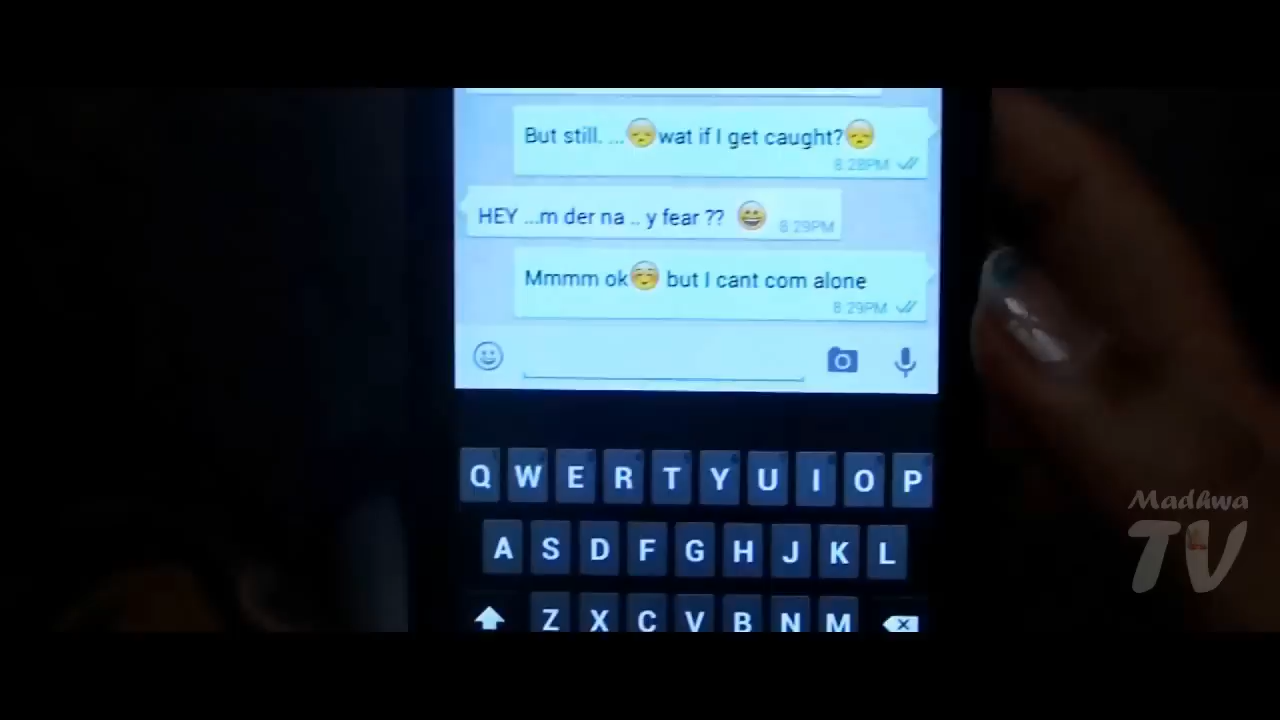 But still. ...😞wat if I get caught?😞
8:28PM
HEY ...m der na .. y fear ?? 😀
8:29PM
Mmmm ok☺️ but I cant com alone
8:29PM
Q W E R T Y U I O P
A S D F G H J K L
Z X C V B N M
Madhwa
TV